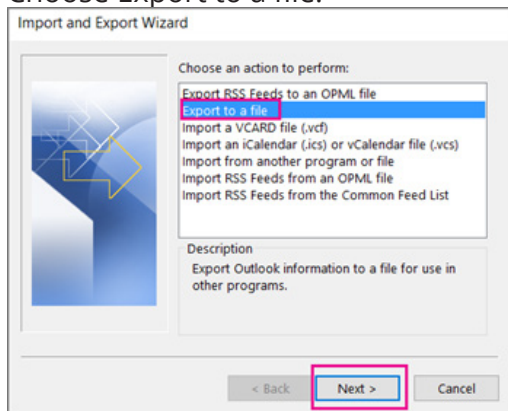 Choose Export to a file.
Import and Export Wizard
Choose an action to perform:
Export RSS Feeds to an OPML file
Export to a file
Import a VCARD file (.vcf)
Import an iCalendar (.ics) or vCalendar file (.vcs)
Import from another program or file
Import RSS Feeds from an OPML file
Import RSS Feeds from the Common Feed List
Description
Export Outlook information to a file for use in
other programs.
< Back
Next >
Cancel